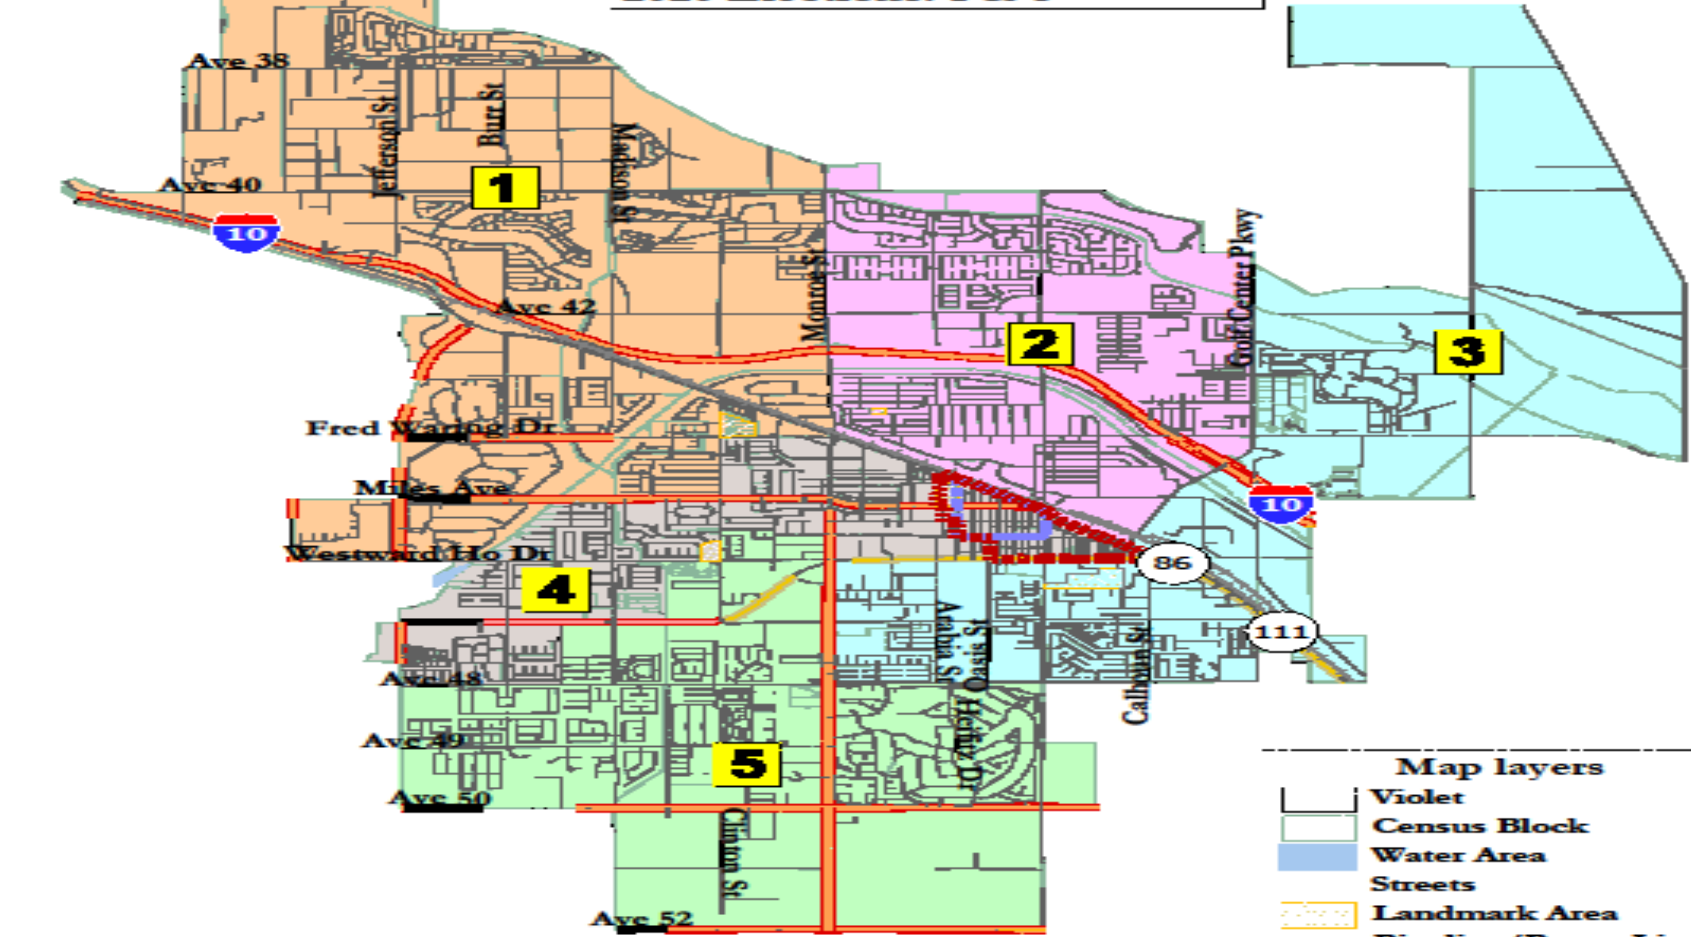 Ave 38
Jefferson St
Burr St
Madison St
Ave 40
1
10
Monroe St
Golf Center Pkwy
Ave 42
2
3
Fred Waring Dr
Miles Ave
10
Westward Ho Dr
86
4
111
Arabia St
Oasis St
Calhoun St
Ave 48
Ave 49
5
Ave 50
Clinton St
Ave 52
Map layers
Violet
Census Block
Water Area
Streets
Landmark Area